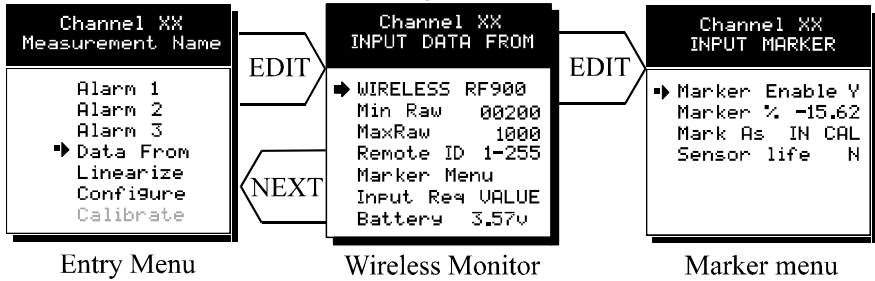 Channel XX
Measurement Name
Alarm 1
Alarm 2
Alarm 3
Data From
Linearize
Configure
Calibrate
Entry Menu
EDIT
NEXT
Channel XX
INPUT DATA FROM
WIRELESS RF900
Min Raw 00200
MaxRaw 1000
Remote ID 1-255
Marker Menu
Input Req VALUE
Battery 3.57v
Wireless Monitor
EDIT
Channel XX
INPUT MARKER
Marker Enable Y
Marker % -15.62
Mark As IN CAL
Sensor life N
Marker menu